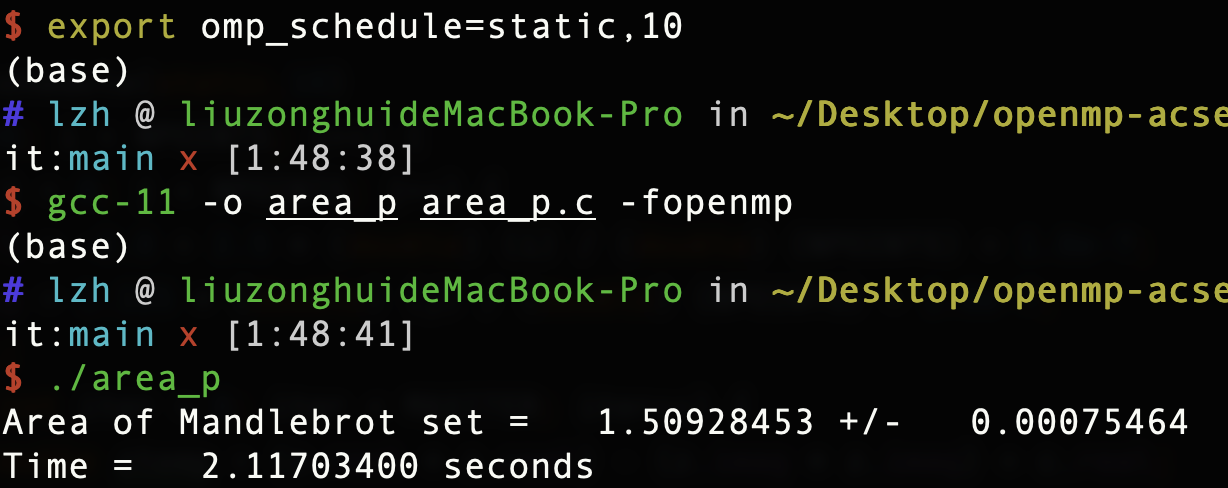 $ export omp_schedule=static,10
(base)
# lzh @ liuzonghuideMacBook-Pro in ~/Desktop/openmp-acse
it:main x [1:48:38]
$ gcc-11 -o area_p area_p.c -fopenmp
(base)
# lzh @ liuzonghuideMacBook-Pro in ~/Desktop/openmp-acse
it:main x [1:48:41]
$ ./area_p
Area of Mandlebrot set =   1.50928453 +/-   0.00075464
Time =   2.11703400 seconds